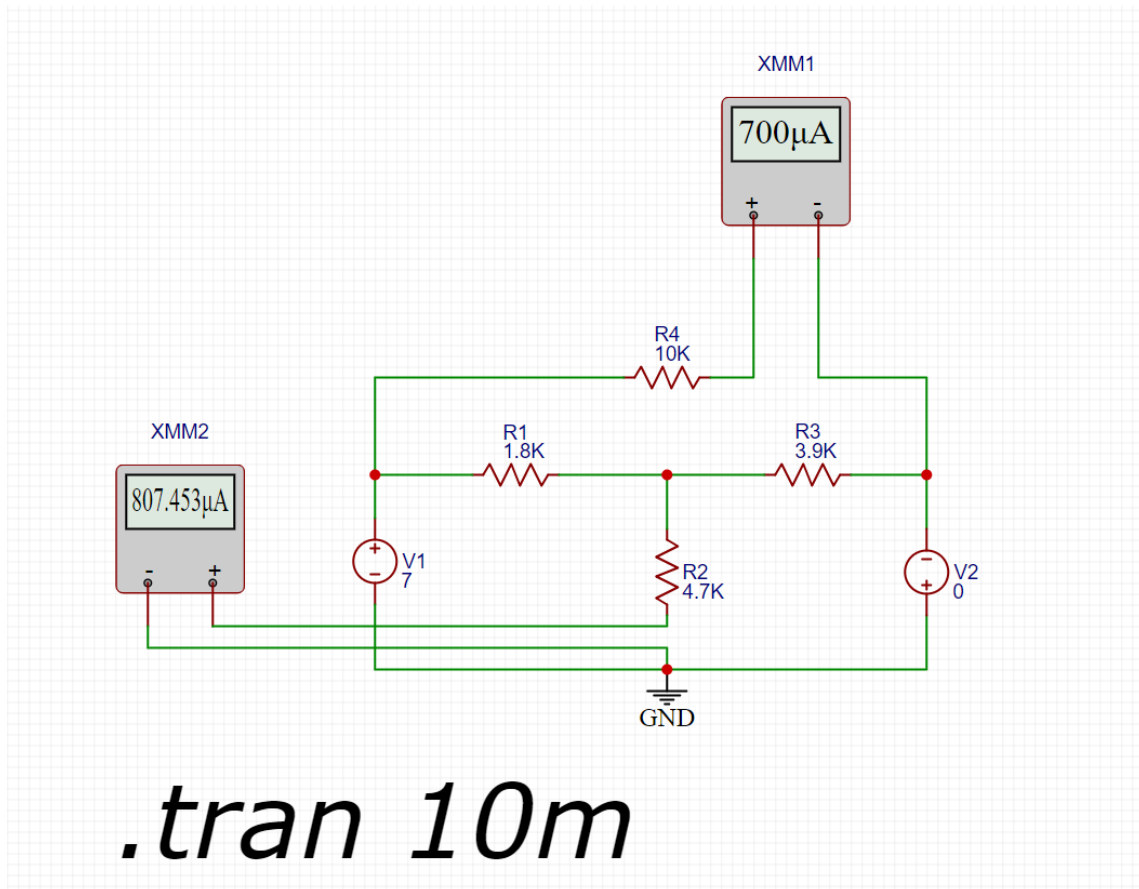 XMM1
700μA
+ -
R4
10K
XMM2
R1
1.8K
R3
3.9K
807.453μA
- +
+
-
V1
7
R2
4.7K
-
+
V2
0
GND
.tran 10m